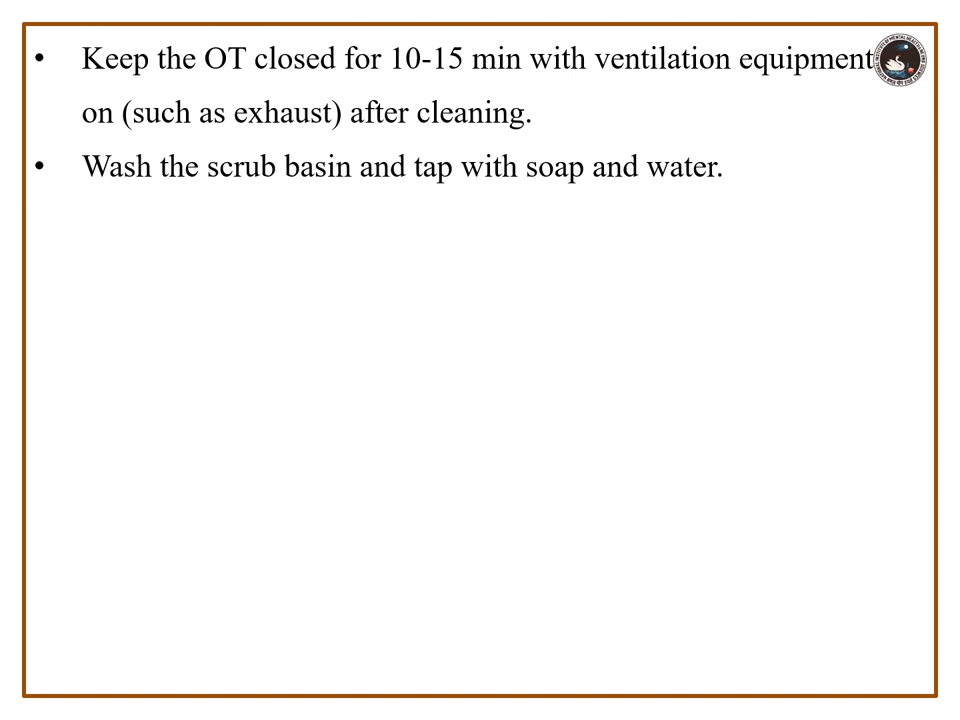 • Keep the OT closed for 10-15 min with ventilation equipment
on (such as exhaust) after cleaning.
• Wash the scrub basin and tap with soap and water.